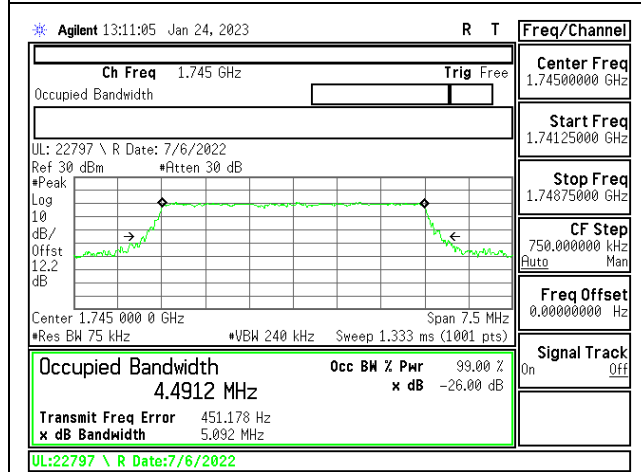 Agilent 13:11:05 Jan 24, 2023 R T
Freq/Channel
Ch Freq 1.745 GHz Trig Free
Occupied Bandwidth
Center Freq
1.74500000 GHz
Start Freq
1.74125000 GHz
Stop Freq
1.74875000 GHz
CF Step
750.000000 kHz
Auto Man
Freq Offset
0.00000000 Hz
Signal Track
On Off
UL: 22797 \ R Date: 7/6/2022
Ref 30 dBm #Atten 30 dB
#Peak
Log
10
dB/
Offst
12.2
dB
Center 1.745 000 0 GHz Span 7.5 MHz
#Res BW 75 kHz #VBW 240 kHz Sweep 1.333 ms (1001 pts)
Occupied Bandwidth Occ BW % Pwr 99.00 %
4.4912 MHz x dB -26.00 dB
Transmit Freq Error 451.178 Hz
x dB Bandwidth 5.092 MHz
UL:22797 \ R Date:7/6/2022